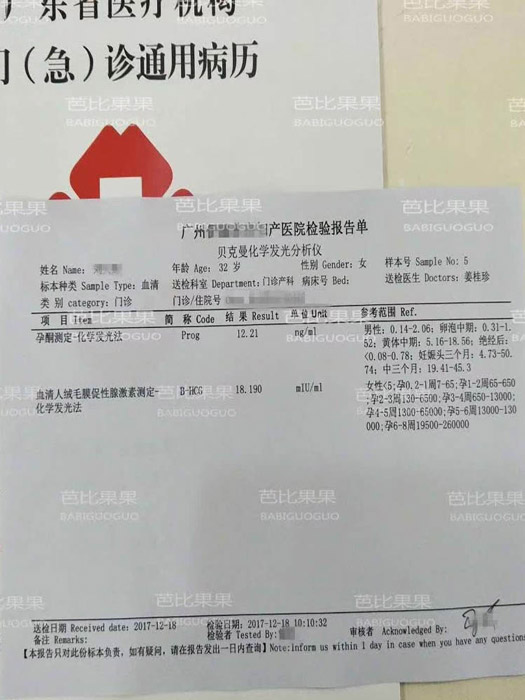 广东省医疗机构
门（急）诊通用病历
芭比果果
BABIGUOGUO
广州 产医院检验报告单
贝克曼化学发光分析仪
姓名 Name: 年龄 Age: 32 岁 性别 Gender: 女 样本号 Sample No: 5
标本种类 Sample Type: 血清 送检科室 Department: 门诊产科 病床号 Bed: 送检医生 Doctors: 姜桂珍
类 别 category: 门诊 门诊/住院号
项 目 Item 简 称 Code 结 果 Result 单 位 Unit 参考范围 Ref.
孕酮测定-化学发光法 Prog 12.21 ng/ml 男性: 0.14-2.06; 卵泡中期: 0.31-1.
52; 黄体中期: 5.16-18.56; 绝经后:
<0.08-0.78; 妊娠头三个月: 4.73-50.
74; 中三个月: 19.41-45.3
血清人绒毛膜促性腺激素测定- B-HCG 18.190 mIU/ml 女性<5;孕0.2-1周7-65;孕1-2周65-650
化学发光法 ;孕2-3周130-6500;孕3-4周650-13000;
孕4-5周1300-65000;孕5-6周13000-130
000;孕6-8周19500-260000
送检日期 Received date: 2017-12-18 检验日期: 2017-12-18 10:10:32
备注 Remarks: 检验者 Tested By: 审核者 Acknowledged By:
【本报告只对此份标本负责，如有疑问，请在报告发出一日内查询】Note:inform us within 1 day in case when you have any questions